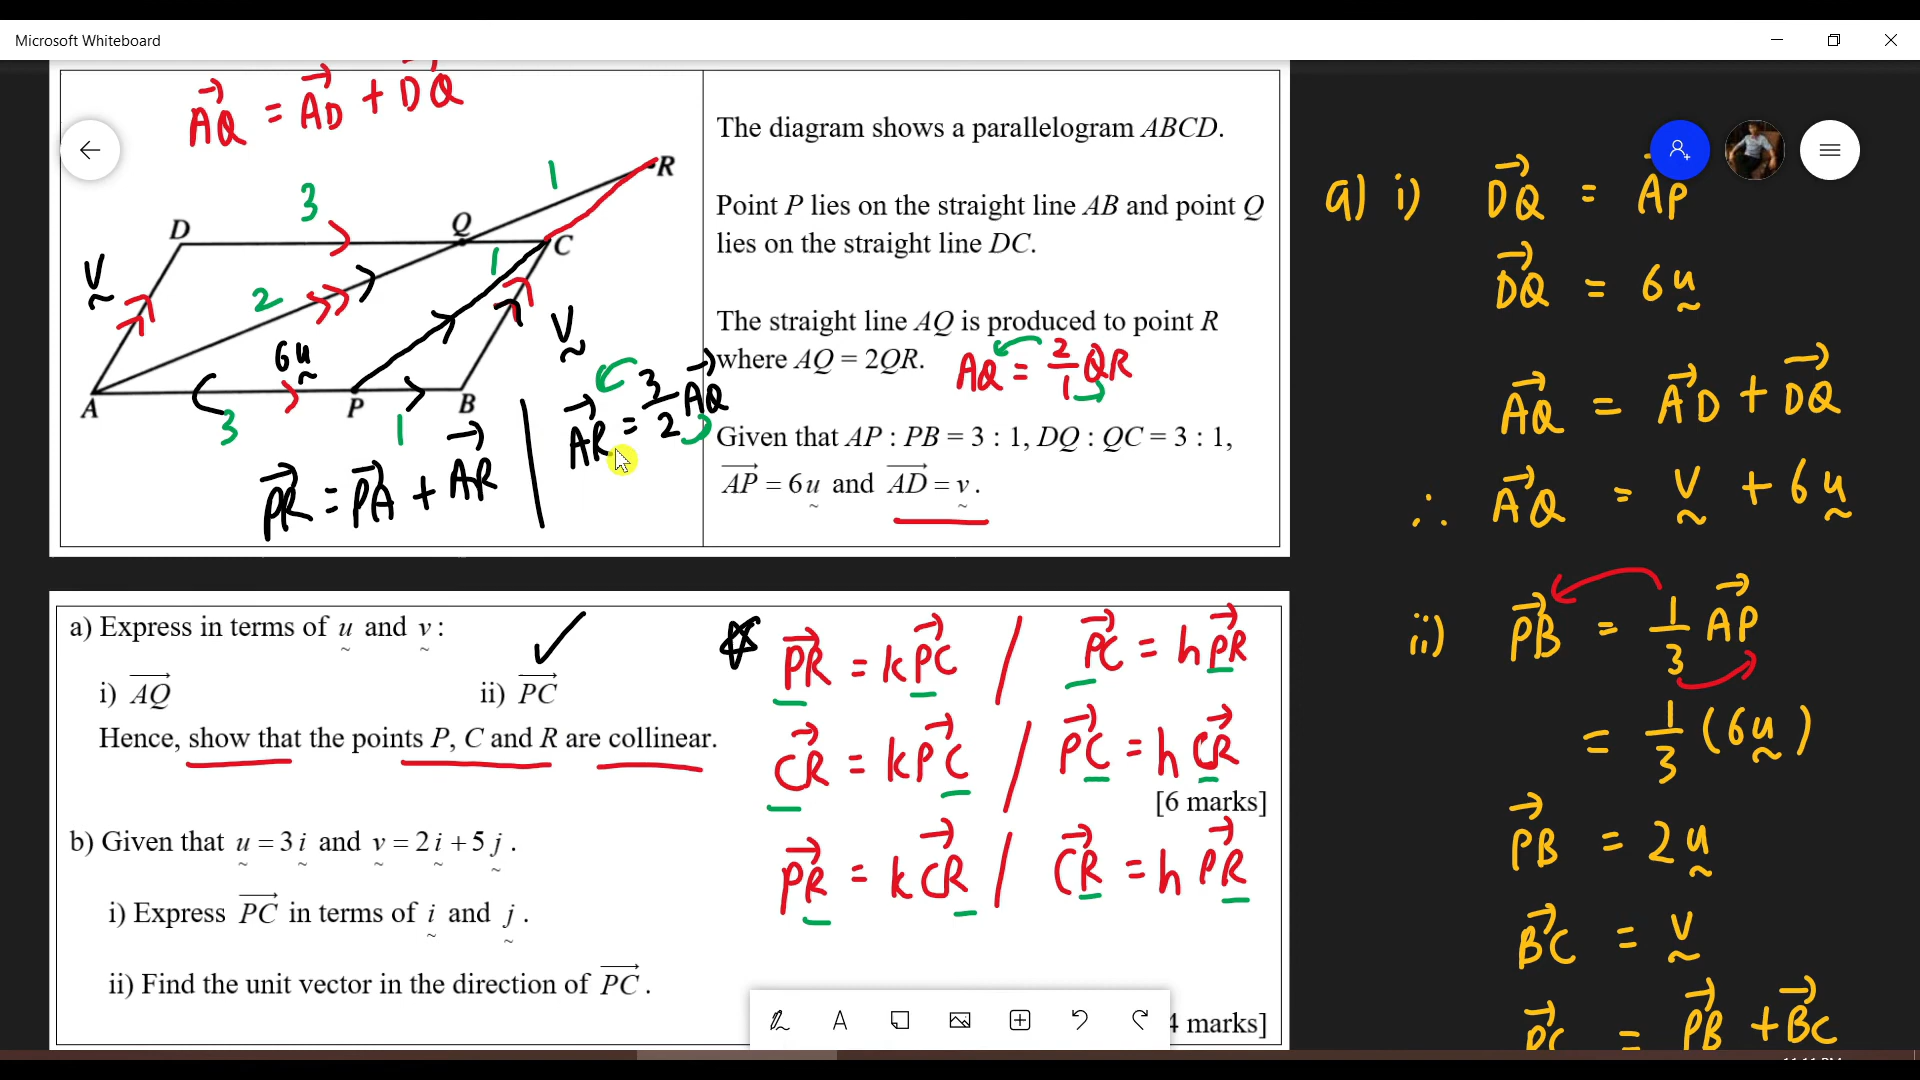 Microsoft Whiteboard
AQ = AD + DQ
R
1
3
D
Q
C
v
1
2
v
6u
A
3
P
1
B
AR = 3/2 AQ
PR = PA + AR
The diagram shows a parallelogram ABCD.
Point P lies on the straight line AB and point Q
lies on the straight line DC.
The straight line AQ is produced to point R
where AQ = 2QR.
AQ = 2/1 QR
Given that AP : PB = 3 : 1, DQ : QC = 3 : 1,
AP = 6u and AD = v.
a) Express in terms of u and v:
i) AQ ii) PC
Hence, show that the points P, C and R are collinear.
PR = kPC / PC = hPR
CR = kPC / PC = hCR
[6 marks]
PR = kCR / CR = hPR
b) Given that u = 3i and v = 2i + 5j.
i) Express PC in terms of i and j.
ii) Find the unit vector in the direction of PC.
4 marks]
a) i) DQ = AP
DQ = 6u
AQ = AD + DQ
∴ AQ = v + 6u
ii) PB = 1/3 AP
= 1/3 (6u)
PB = 2u
BC = v
PC = PB + BC